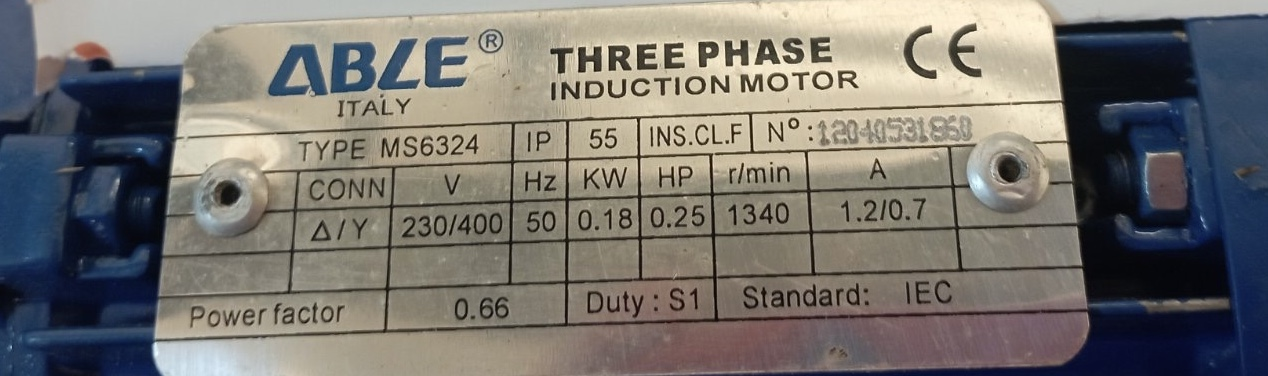 ABLE®
ITALY
THREE PHASE
INDUCTION MOTOR
CE
TYPE MS6324 IP 55 INS.CL.F Nº:12040531860
CONN V Hz KW HP r/min A
Δ/Y 230/400 50 0.18 0.25 1340 1.2/0.7
Power factor 0.66 Duty : S1 Standard: IEC